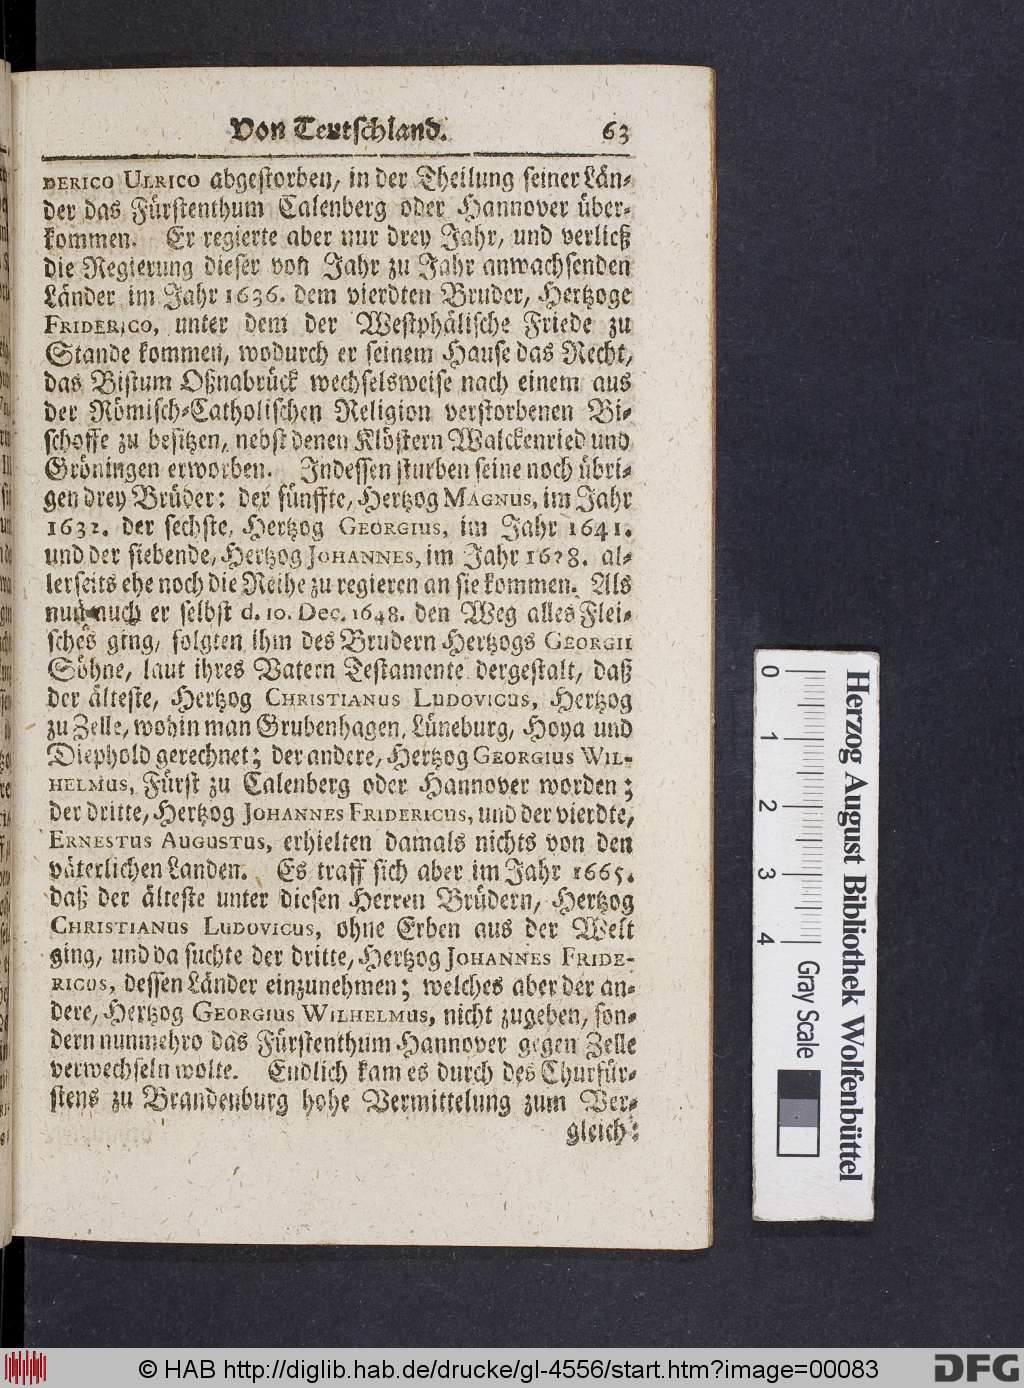 Von Teutschland. 63
derico Ulrico abgestorben, in der Theilung seiner Län-
der das Fürstenthum Calenberg oder Hannover über-
kommen. Er regierte aber nur drey Jahr, und verließ
die Regierung dieser von Jahr zu Jahr anwachsenden
Länder im Jahr 1636. dem vierdten Bruder, Hertzoge
Friderico, unter dem der Westphälische Friede zu
Stande kommen, wodurch er seinem Hause das Recht,
das Bistum Oßnabrück wechselsweise nach einem aus
der Römisch-Catholischen Religion verstorbenen Bi-
schoffe zu besitzen, nebst denen Klöstern Walckenried und
Gröningen erworben. Indessen sturben seine noch übri-
gen drey Brüder: der fünffte, Hertzog Magnus, im Jahr
1632. der sechste, Hertzog Georgius, im Jahr 1641.
und der siebende, Hertzog Johannes, im Jahr 1628. al-
lerseits ehe noch die Reihe zu regieren an sie kommen. Als
nun auch er selbst d. 10. Dec. 1648. den Weg alles Flei-
sches ging, folgten ihm des Brudern Hertzogs Georgii
Söhne, laut ihres Vatern Testamente dergestalt, daß
der älteste, Hertzog Christianus Ludovicus, Hertzog
zu Zelle, wohin man Grubenhagen, Lüneburg, Hoya und
Diephold gerechnet; der andere, Hertzog Georgius Wil-
helmus, Fürst zu Calenberg oder Hannover worden;
der dritte, Hertzog Johannes Fridericus, und der vierdte,
Ernestus Augustus, erhielten damals nichts von den
väterlichen Landen. Es traff sich aber im Jahr 1665.
daß der älteste unter diesen Herren Brüdern, Hertzog
Christianus Ludovicus, ohne Erben aus der Welt
ging, und da suchte der dritte, Hertzog Johannes Fride-
ricus, dessen Länder einzunehmen; welches aber der an-
dere, Hertzog Georgius Wilhelmus, nicht zugeben, son-
dern nunmehro das Fürstenthum Hannover gegen Zelle
verwechseln wolte. Endlich kam es durch des Churfür-
stens zu Brandenburg hohe Vermittelung zum Ver-
gleich:
0 1 2 3 4 Gray Scale
Herzog August Bibliothek Wolfenbüttel
© HAB http://diglib.hab.de/drucke/gl-4556/start.htm?image=00083
DFG